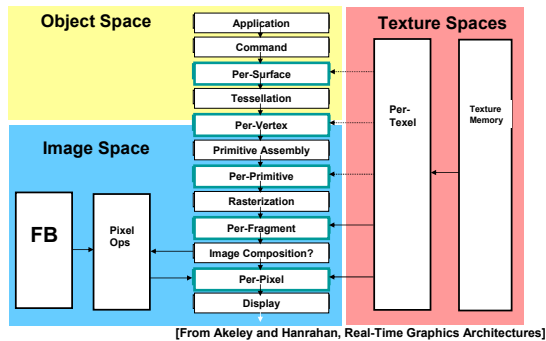 Object Space
Texture Spaces
Application
Command
Per-Surface
Tessellation
Per-Vertex
Image Space
Primitive Assembly
Per-Primitive
Rasterization
Per-Fragment
Image Composition?
Per-Pixel
Display
FB
Pixel
Ops
Per-
Texel
Texture
Memory
[From Akeley and Hanrahan, Real-Time Graphics Architectures]